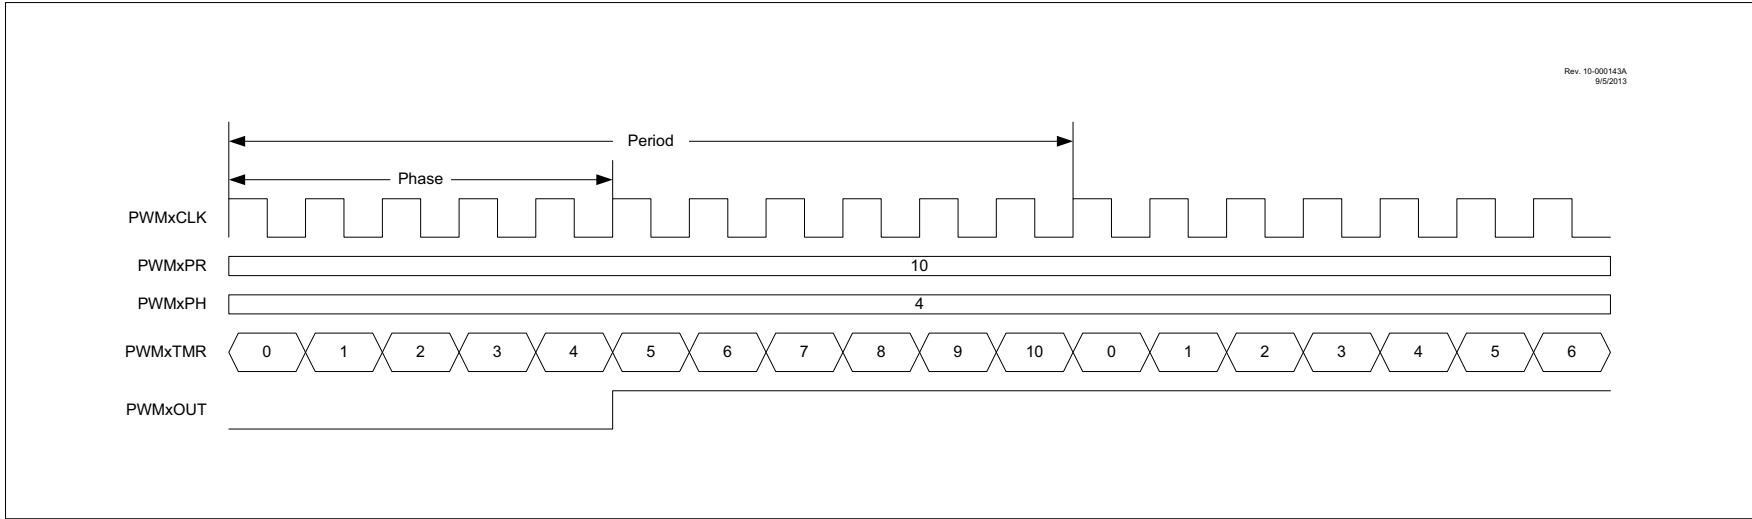 Rev. 10-000143A
9/5/2013
Period
Phase
PWMxCLK
PWMxPR 10
PWMxPH 4
PWMxTMR 0 1 2 3 4 5 6 7 8 9 10 0 1 2 3 4 5 6
PWMxOUT